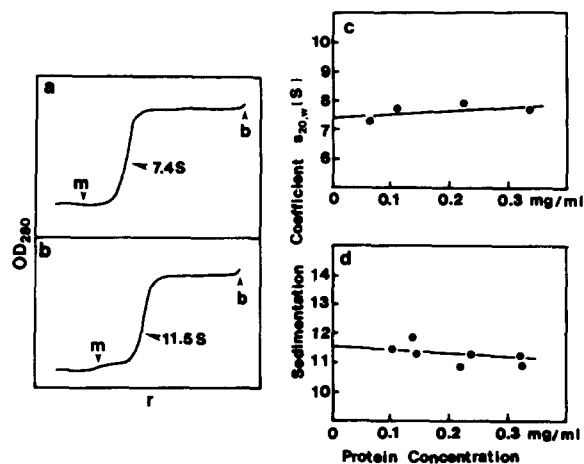 a
m
b
7.4S
b
m
b
11.5S
OD280
r
c
10
9
8
7
6
0 0.1 0.2 0.3 mg/ml
Coefficient s20,w (S)
d
14
13
12
11
10
0 0.1 0.2 0.3 mg/ml
Sedimentation
Protein Concentration